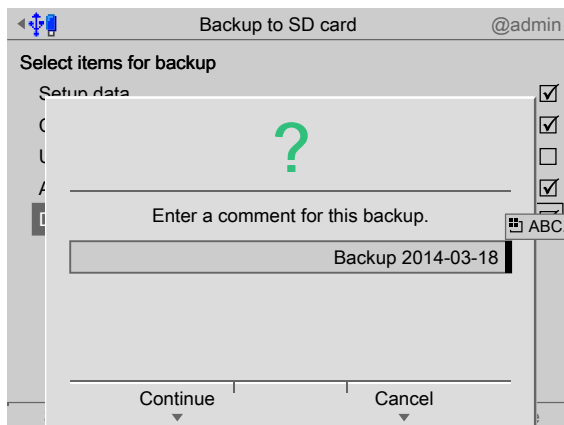 Backup to SD card
@admin
Select items for backup
Setup data
?
Enter a comment for this backup.
ABC
Backup 2014-03-18
Continue
Cancel